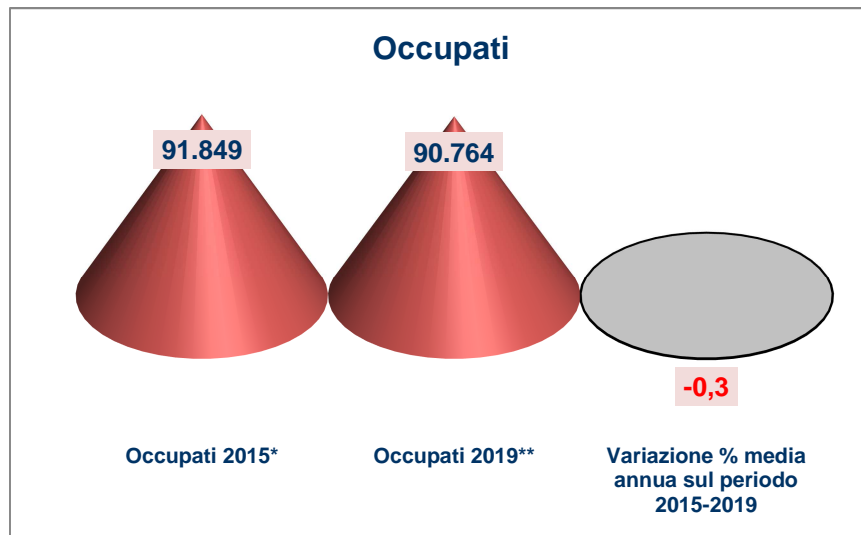 Occupati
91.849
90.764
-0,3
Occupati 2015*
Occupati 2019**
Variazione % media
annua sul periodo
2015-2019